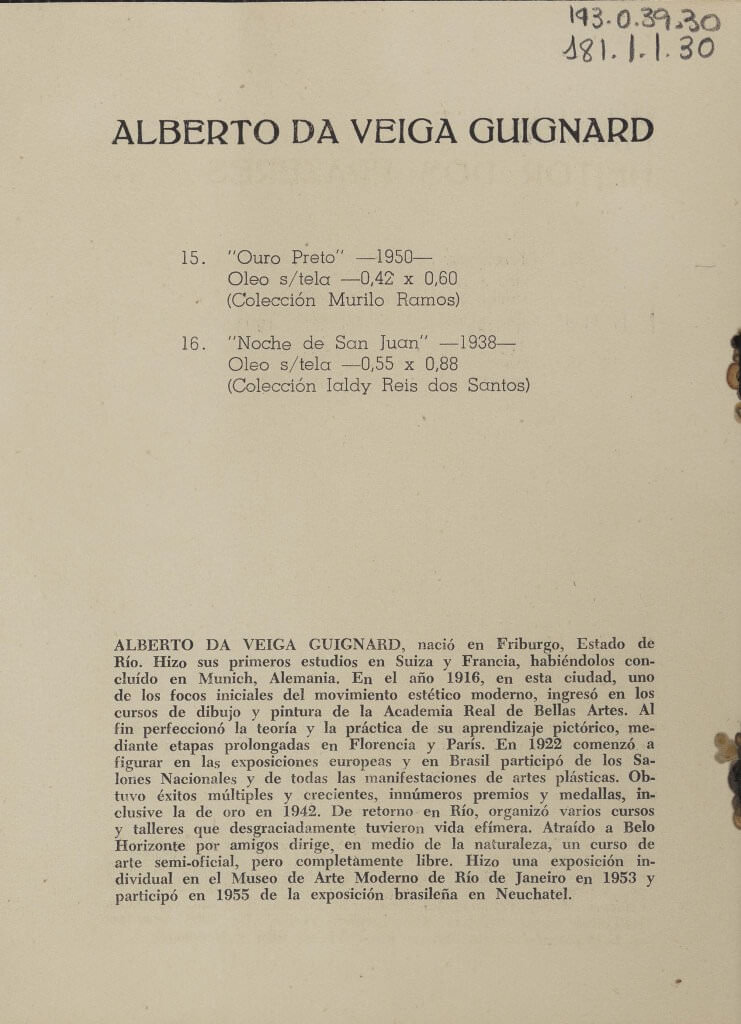 193.0.39.30
181.1.1.30
ALBERTO DA VEIGA GUIGNARD
15. "Ouro Preto" —1950—
Oleo s/tela —0,42 x 0,60
(Colección Murilo Ramos)
16. "Noche de San Juan" —1938—
Oleo s/tela —0,55 x 0,88
(Colección Ialdy Reis dos Santos)
ALBERTO DA VEIGA GUIGNARD, nació en Friburgo, Estado de
Río. Hizo sus primeros estudios en Suiza y Francia, habiéndolos con-
cluído en Munich, Alemania. En el año 1916, en esta ciudad, uno
de los focos iniciales del movimiento estético moderno, ingresó en los
cursos de dibujo y pintura de la Academia Real de Bellas Artes. Al
fin perfeccionó la teoría y la práctica de su aprendizaje pictórico, me-
diante etapas prolongadas en Florencia y París. En 1922 comenzó a
figurar en las exposiciones europeas y en Brasil participó de los Sa-
lones Nacionales y de todas las manifestaciones de artes plásticas. Ob-
tuvo éxitos múltiples y crecientes, innúmeros premios y medallas, in-
clusive la de oro en 1942. De retorno en Río, organizó varios cursos
y talleres que desgraciadamente tuvieron vida efímera. Atraído a Belo
Horizonte por amigos dirige, en medio de la naturaleza, un curso de
arte semi-oficial, pero completamente libre. Hizo una exposición in-
dividual en el Museo de Arte Moderno de Río de Janeiro en 1953 y
participó en 1955 de la exposición brasileña en Neuchatel.